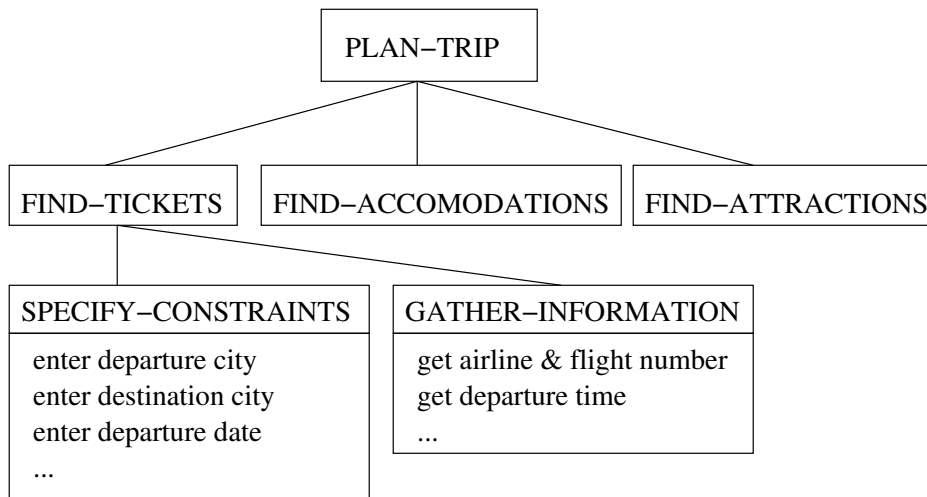 PLAN−TRIP
FIND−TICKETS
FIND−ACCOMODATIONS
FIND−ATTRACTIONS
SPECIFY−CONSTRAINTS
enter departure city
enter destination city
enter departure date
...
GATHER−INFORMATION
get airline & flight number
get departure time
...